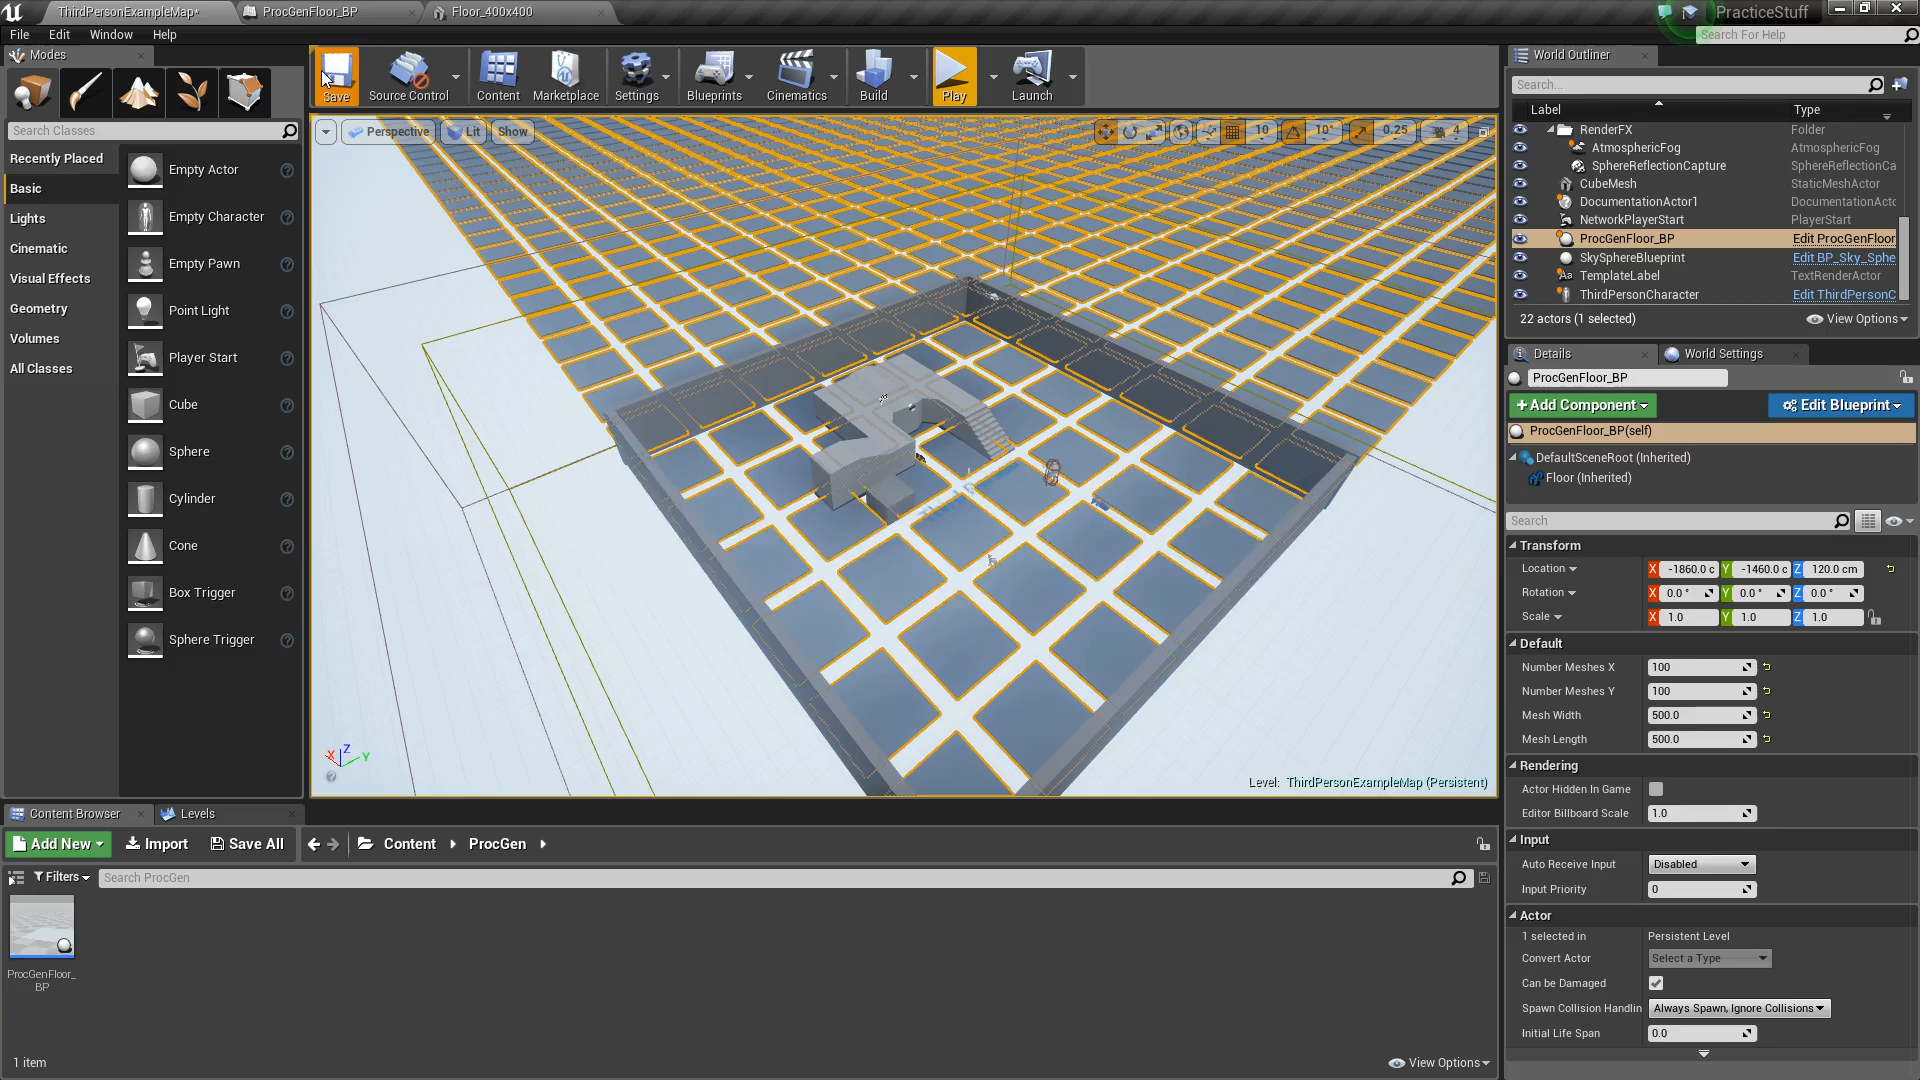 ThirdPersonExampleMap*
ProcGenFloor_BP
Floor_400x400
PracticeStuff
File Edit Window Help
Search For Help
Modes
Save
Source Control
Content
Marketplace
Settings
Blueprints
Cinematics
Build
Play
Launch
Search Classes
Recently Placed
Basic
Lights
Cinematic
Visual Effects
Geometry
Volumes
All Classes
Empty Actor
Empty Character
Empty Pawn
Point Light
Player Start
Cube
Sphere
Cylinder
Cone
Box Trigger
Sphere Trigger
Perspective
Lit
Show
10
10°
0.25
4
X
Z
Y
Level: ThirdPersonExampleMap (Persistent)
World Outliner
Search...
Label Type
RenderFX Folder
AtmosphericFog AtmosphericFog
SphereReflectionCapture SphereReflectionCa
CubeMesh StaticMeshActor
DocumentationActor1 DocumentationActo
NetworkPlayerStart PlayerStart
ProcGenFloor_BP Edit ProcGenFloor
SkySphereBlueprint Edit BP_Sky_Sphe
TemplateLabel TextRenderActor
ThirdPersonCharacter Edit ThirdPersonC
22 actors (1 selected)
View Options
Details
World Settings
ProcGenFloor_BP
+Add Component
Edit Blueprint
ProcGenFloor_BP(self)
DefaultSceneRoot (Inherited)
Floor (Inherited)
Search
Transform
Location X -1860.0 c Y -1460.0 c Z 120.0 cm
Rotation X 0.0 ° Y 0.0 ° Z 0.0 °
Scale X 1.0 Y 1.0 Z 1.0
Default
Number Meshes X 100
Number Meshes Y 100
Mesh Width 500.0
Mesh Length 500.0
Rendering
Actor Hidden In Game
Editor Billboard Scale 1.0
Input
Auto Receive Input Disabled
Input Priority 0
Actor
1 selected in Persistent Level
Convert Actor Select a Type
Can be Damaged
Spawn Collision Handlin Always Spawn, Ignore Collisions
Initial Life Span 0.0
Content Browser
Levels
Add New
Import
Save All
Content
ProcGen
Filters
Search ProcGen
ProcGenFloor_
BP
1 item
View Options